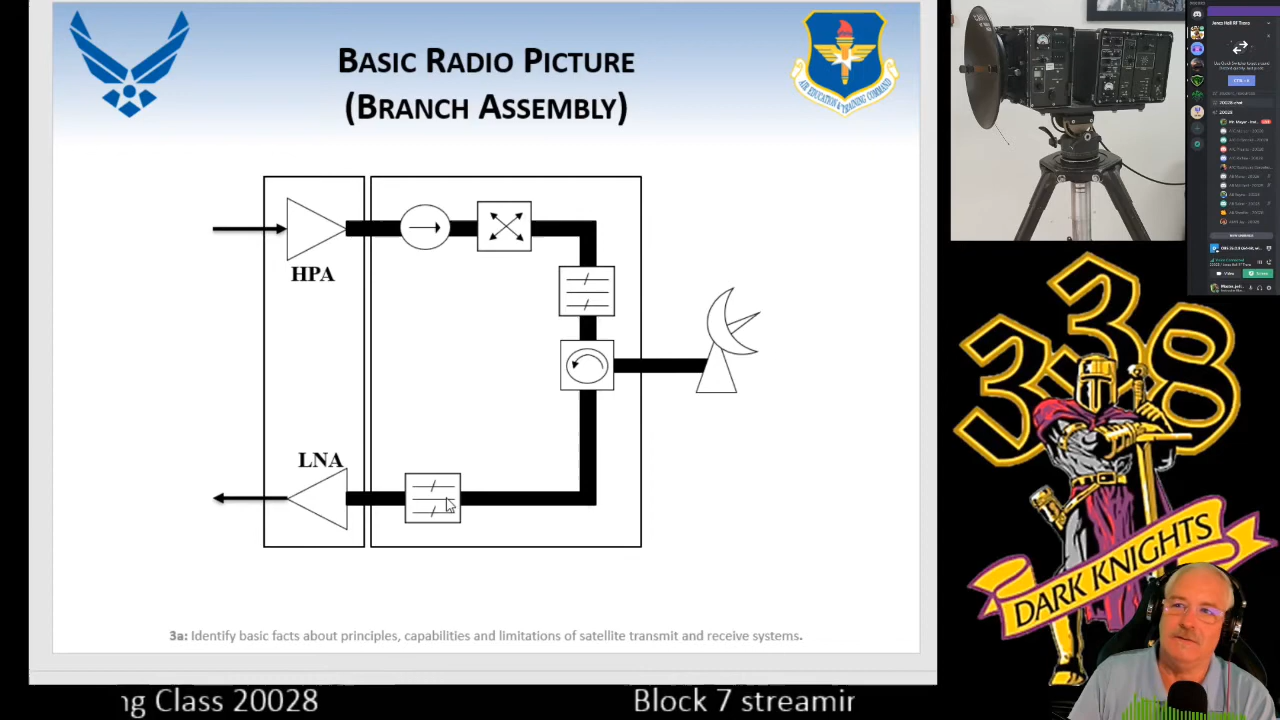 BASIC RADIO PICTURE
(BRANCH ASSEMBLY)
AIR EDUCATION & TRAINING COMMAND
HPA
LNA
3a: Identify basic facts about principles, capabilities and limitations of satellite transmit and receive systems.
338
DARK KNIGHTS
ng Class 20028
Block 7 streamin